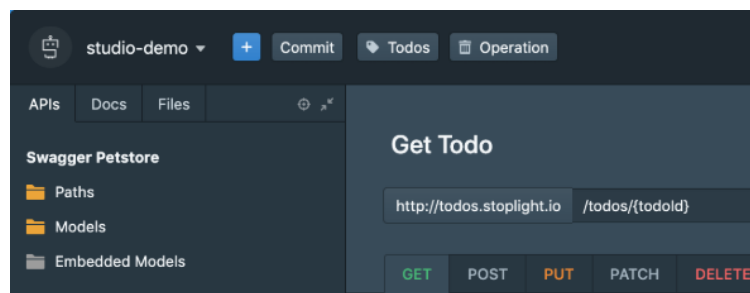 studio-demo + Commit Todos Operation
APIs Docs Files
Swagger Petstore
Paths
Models
Embedded Models
Get Todo
http://todos.stoplight.io /todos/{todoId}
GET POST PUT PATCH DELETE